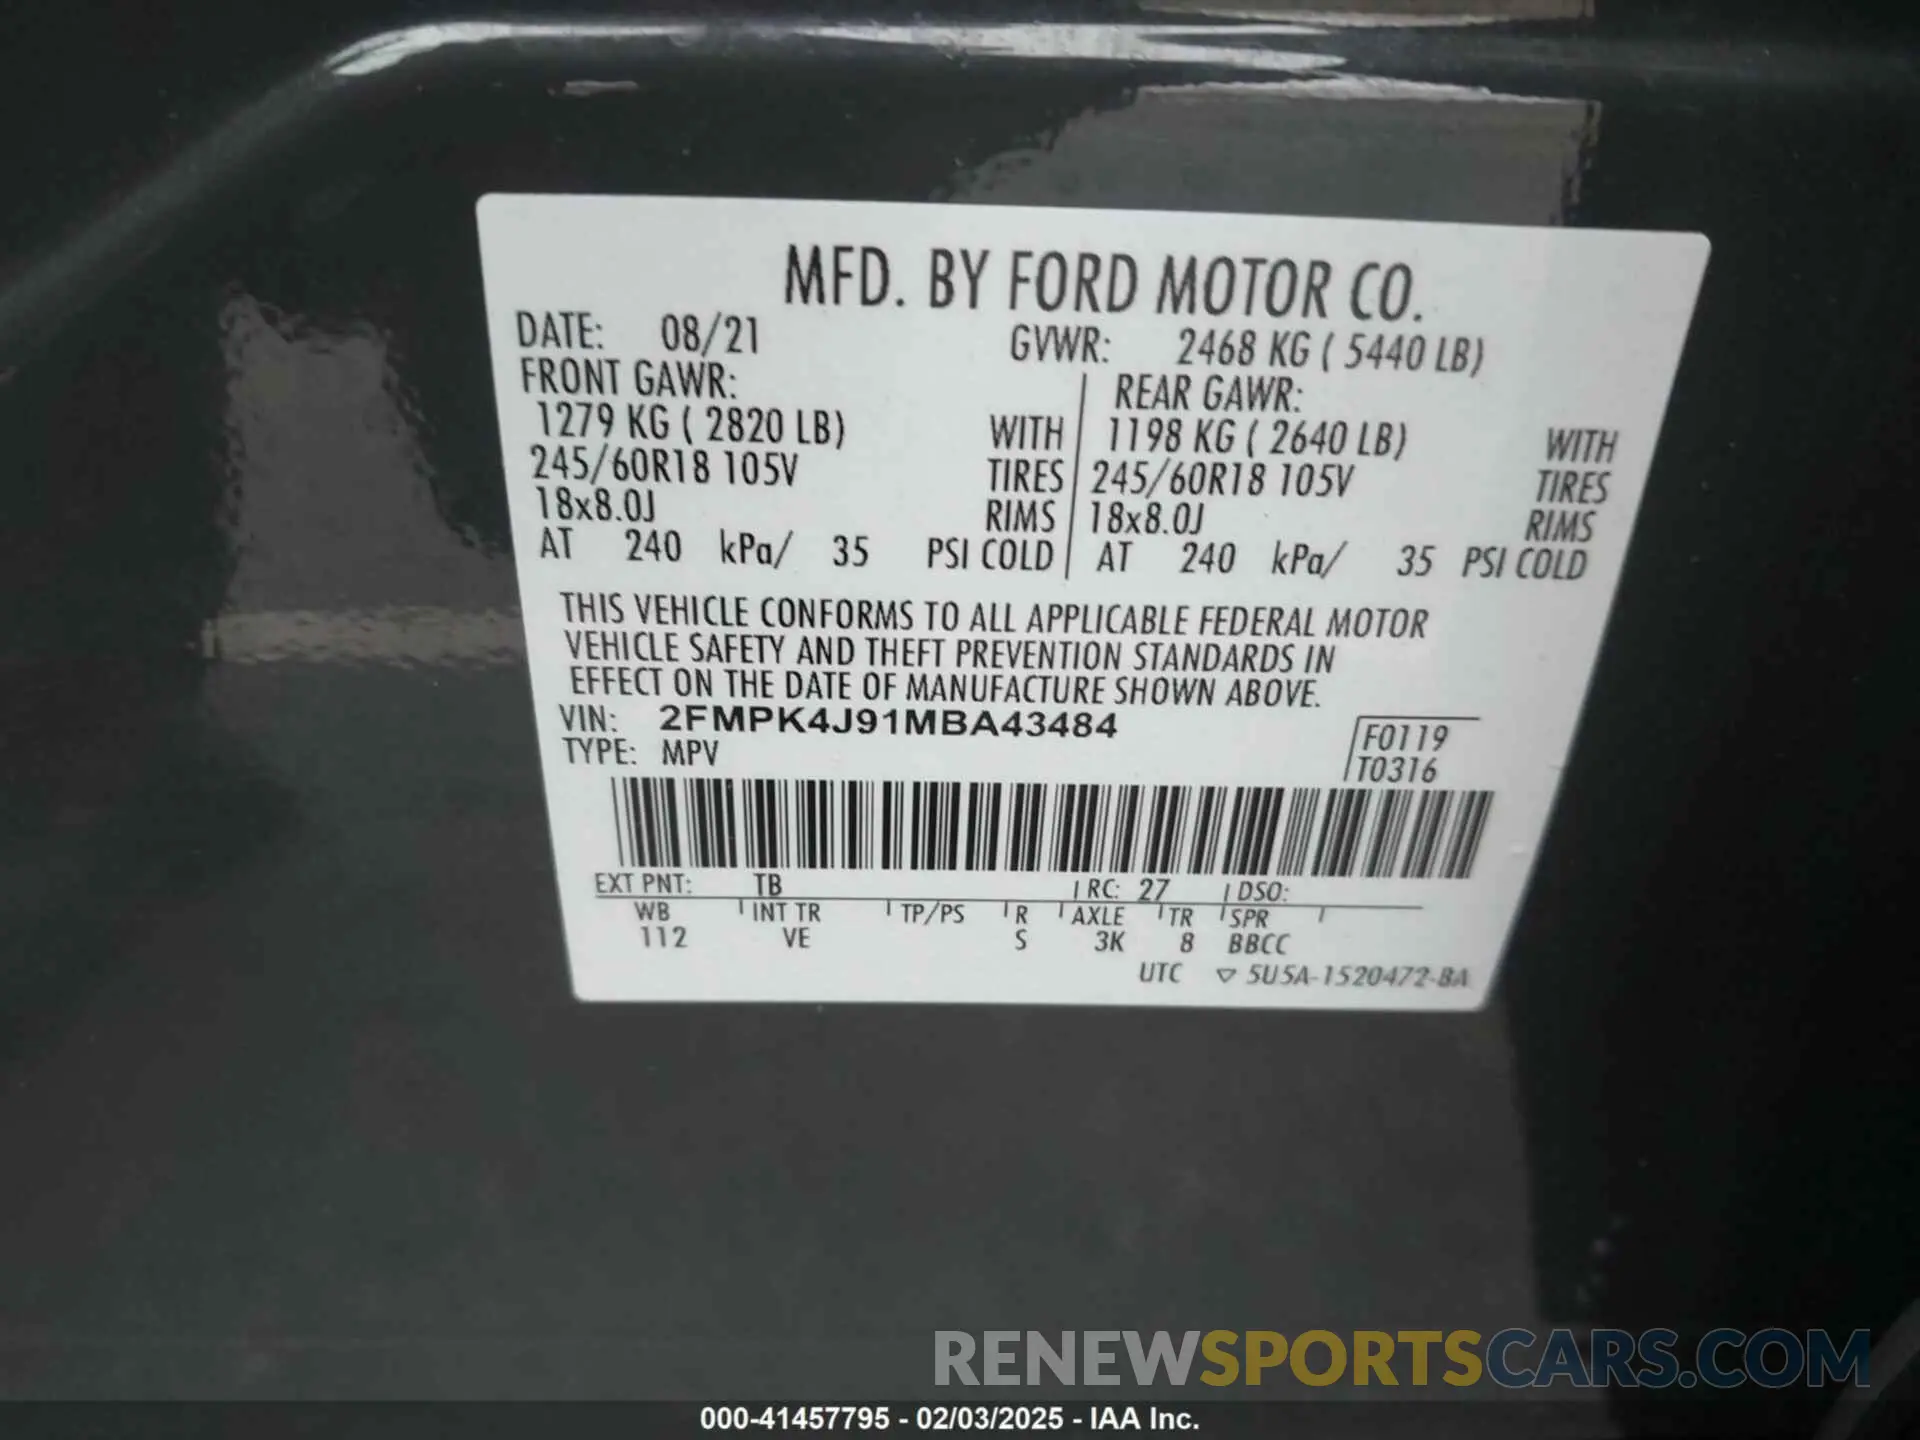 MFD. BY FORD MOTOR CO.
DATE: 08/21 GVWR: 2468 KG ( 5440 LB)
FRONT GAWR: REAR GAWR:
1279 KG ( 2820 LB) WITH 1198 KG ( 2640 LB) WITH
245/60R18 105V TIRES 245/60R18 105V TIRES
18x8.0J RIMS 18x8.0J RIMS
AT 240 kPa/ 35 PSI COLD AT 240 kPa/ 35 PSI COLD
THIS VEHICLE CONFORMS TO ALL APPLICABLE FEDERAL MOTOR
VEHICLE SAFETY AND THEFT PREVENTION STANDARDS IN
EFFECT ON THE DATE OF MANUFACTURE SHOWN ABOVE.
VIN: 2FMPK4J91MBA43484 F0119
TYPE: MPV T0316
EXT PNT: TB RC: 27 DSO:
WB INT TR TP/PS R AXLE TR SPR
112 VE S 3K 8 BBCC
UTC ▽ 5U5A-1520472-BA
RENEWSPORTSCARS.COM
000-41457795 - 02/03/2025 - IAA Inc.